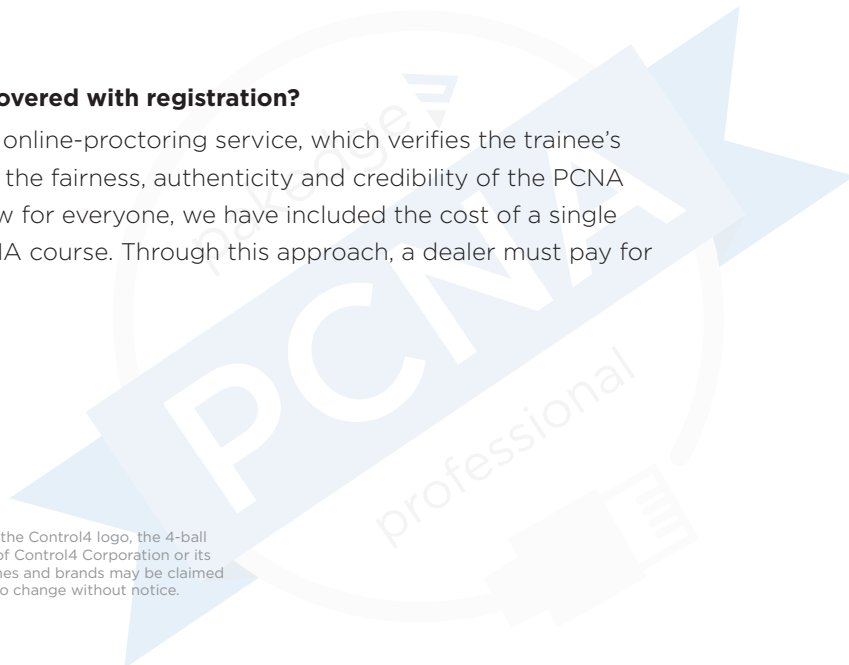 overed with registration?
online-proctoring service, which verifies the trainee's
the fairness, authenticity and credibility of the PCNA
w for everyone, we have included the cost of a single
NA course. Through this approach, a dealer must pay for
pakedge
PCNA
professional
the Control4 logo, the 4-ball
of Control4 Corporation or its
nes and brands may be claimed
o change without notice.